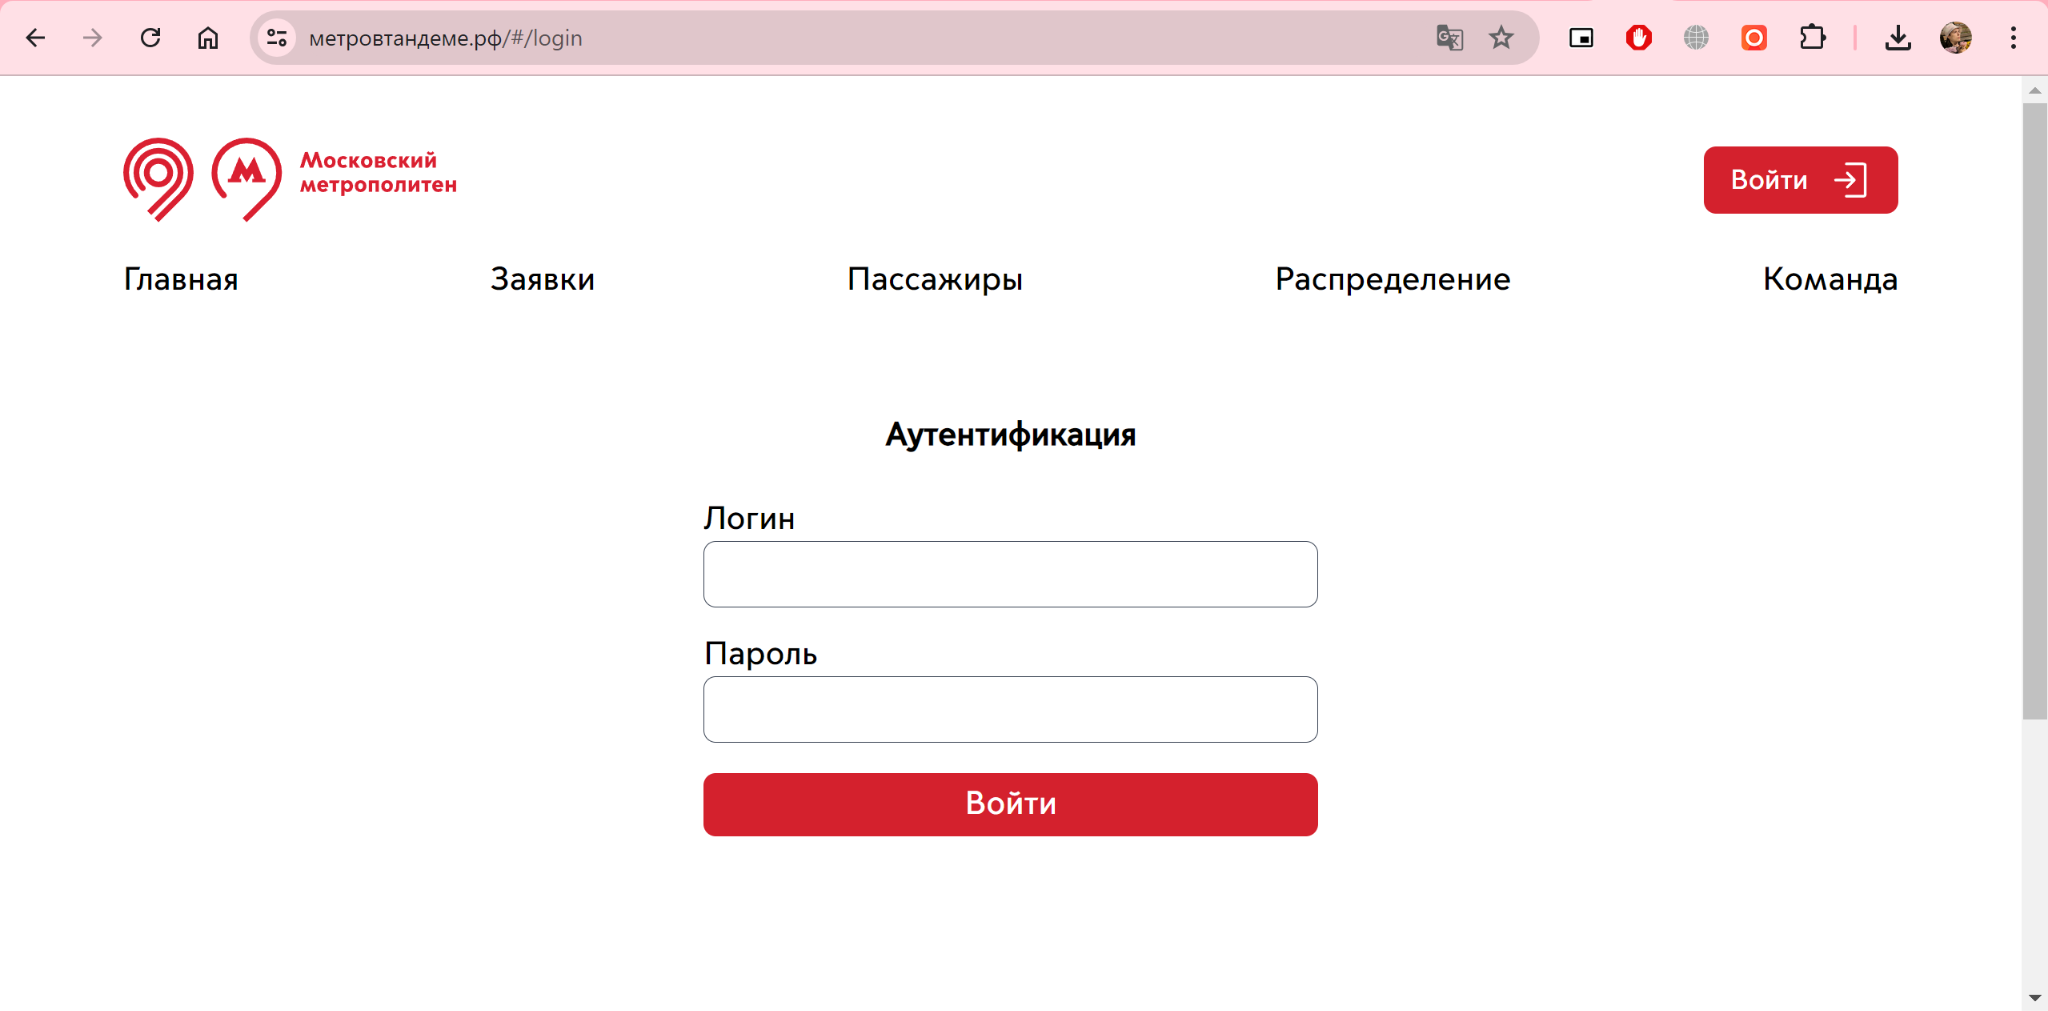 метровтандеме.рф/#/login
Московский
метрополитен
Войти
Главная Заявки Пассажиры Распределение Команда
Аутентификация
Логин
Пароль
Войти